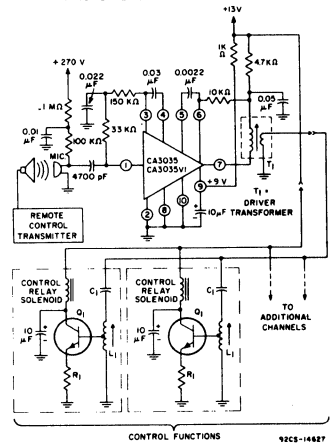 +13V
+ 270 V
0.022 µF
0.03 µF
0.0022 µF
1K Ω
4.7KΩ
.1 MΩ
150 KΩ
10KΩ
0.01 µF
33 KΩ
0.05 µF
100 KΩ
MIC.
4700 pF
3
4
5
6
1
CA3035
CA3035V1
7
T1
2
8
10
9
+9 V
10µF
T1 = DRIVER TRANSFORMER
REMOTE
CONTROL
TRANSMITTER
CONTROL
RELAY
SOLENOID
C1
10 µF
Q1
L1
R1
CONTROL
RELAY
SOLENOID
C1
10 µF
Q1
L1
R1
TO
ADDITIONAL
CHANNELS
CONTROL FUNCTIONS
92CS-14627